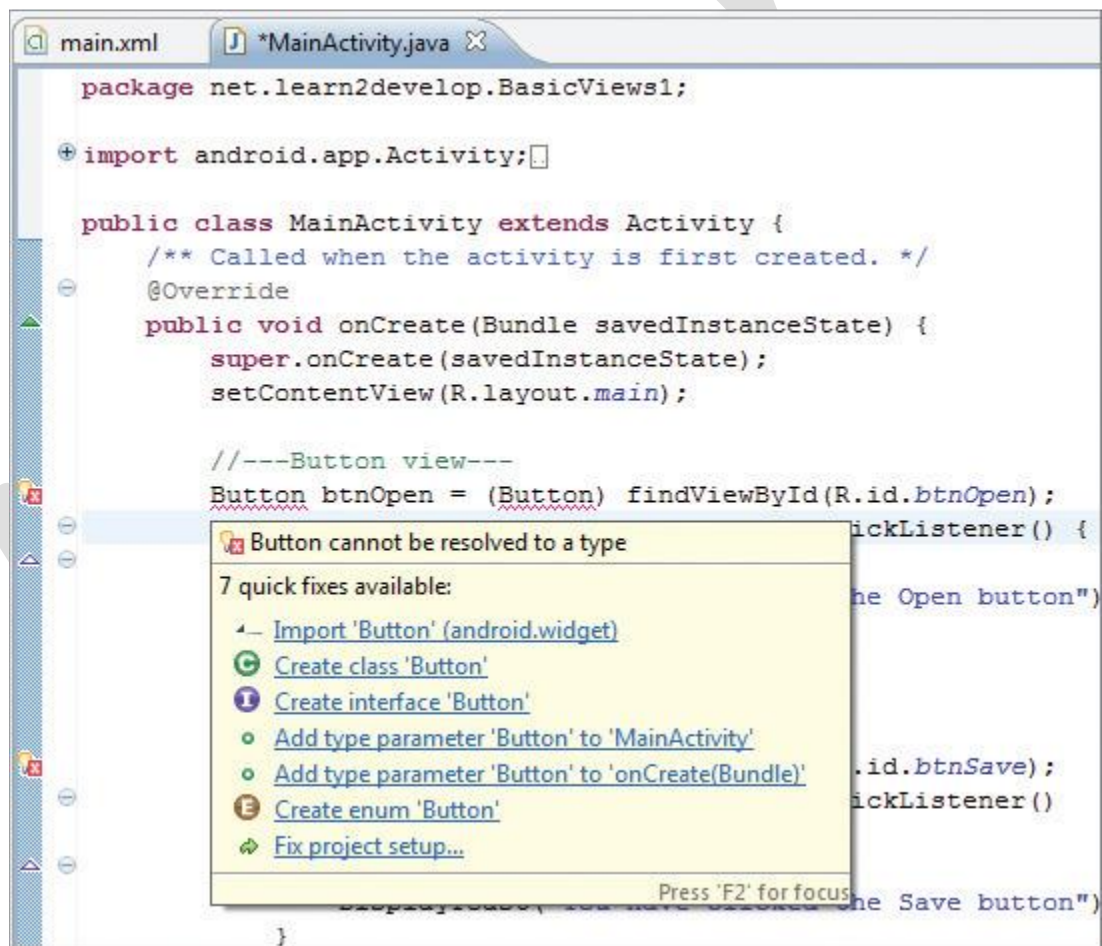 main.xml *MainActivity.java
package net.learn2develop.BasicViews1;
import android.app.Activity;
public class MainActivity extends Activity {
/** Called when the activity is first created. */
@Override
public void onCreate(Bundle savedInstanceState) {
super.onCreate(savedInstanceState);
setContentView(R.layout.main);
//---Button view---
Button btnOpen = (Button) findViewById(R.id.btnOpen);
ickListener() {
Button cannot be resolved to a type
7 quick fixes available:
he Open button")
Import 'Button' (android.widget)
Create class 'Button'
Create interface 'Button'
Add type parameter 'Button' to 'MainActivity'
.id.btnSave);
Add type parameter 'Button' to 'onCreate(Bundle)'
ickListener()
Create enum 'Button'
Fix project setup...
Press 'F2' for focus
he Save button")
}